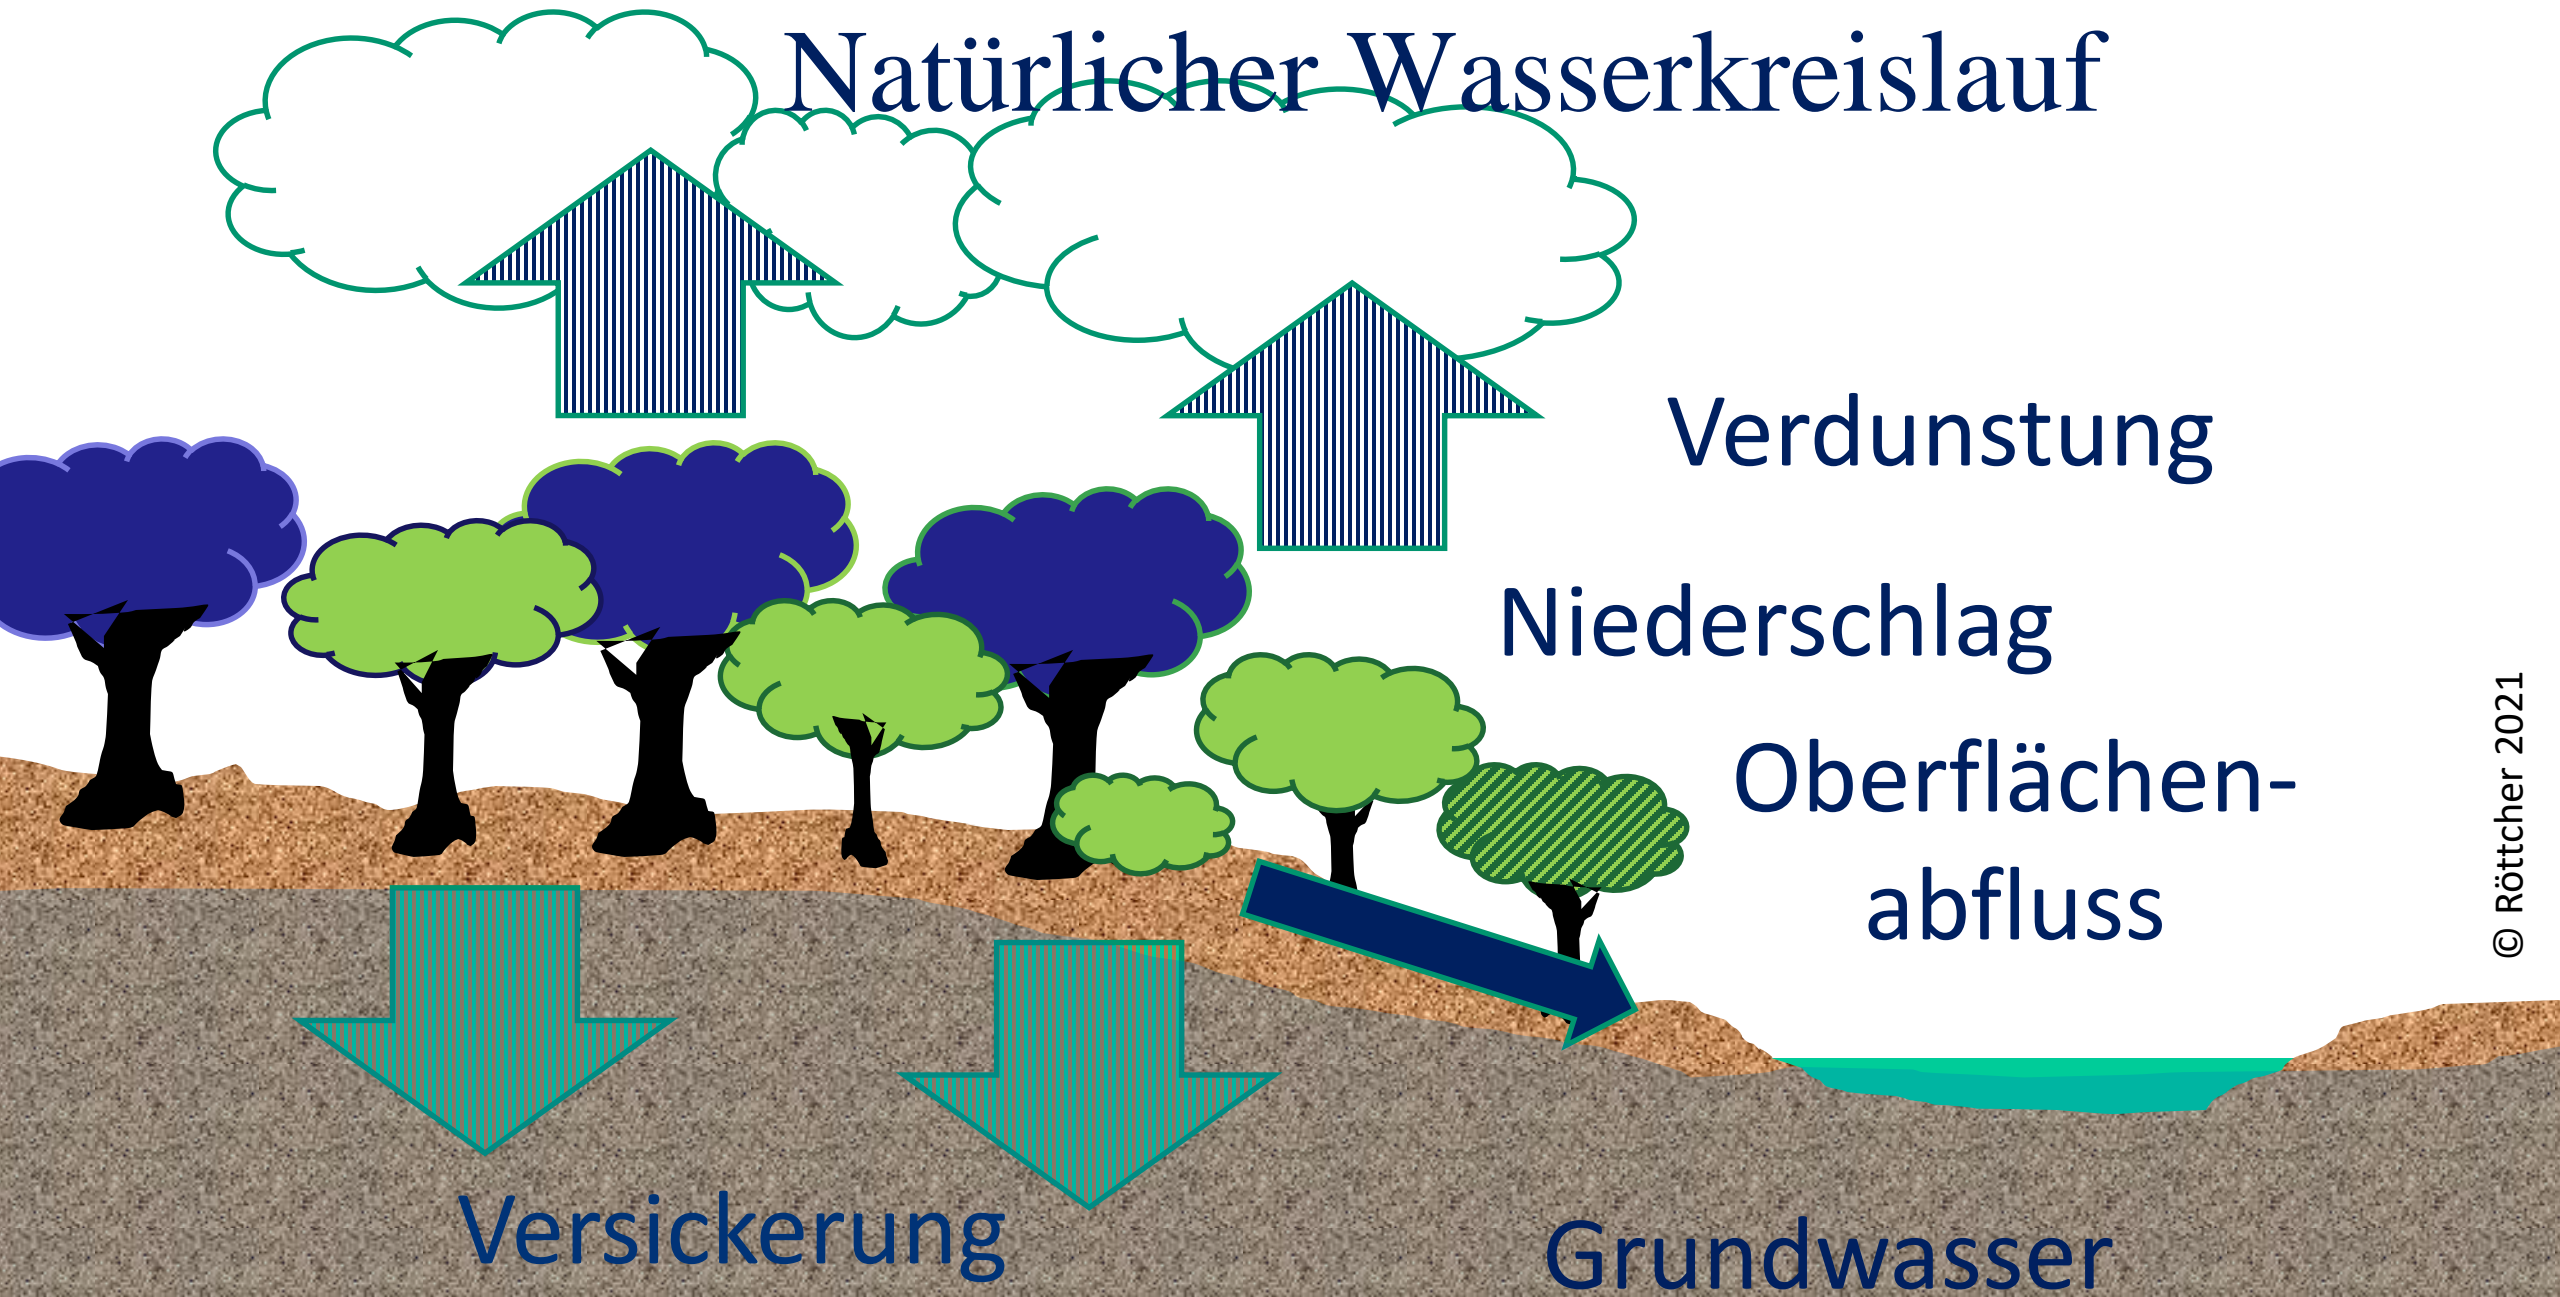 Natürlicher Wasserkreislauf
Verdunstung
Niederschlag
Oberflächen-
abfluss
© Röttcher 2021
Versickerung
Grundwasser